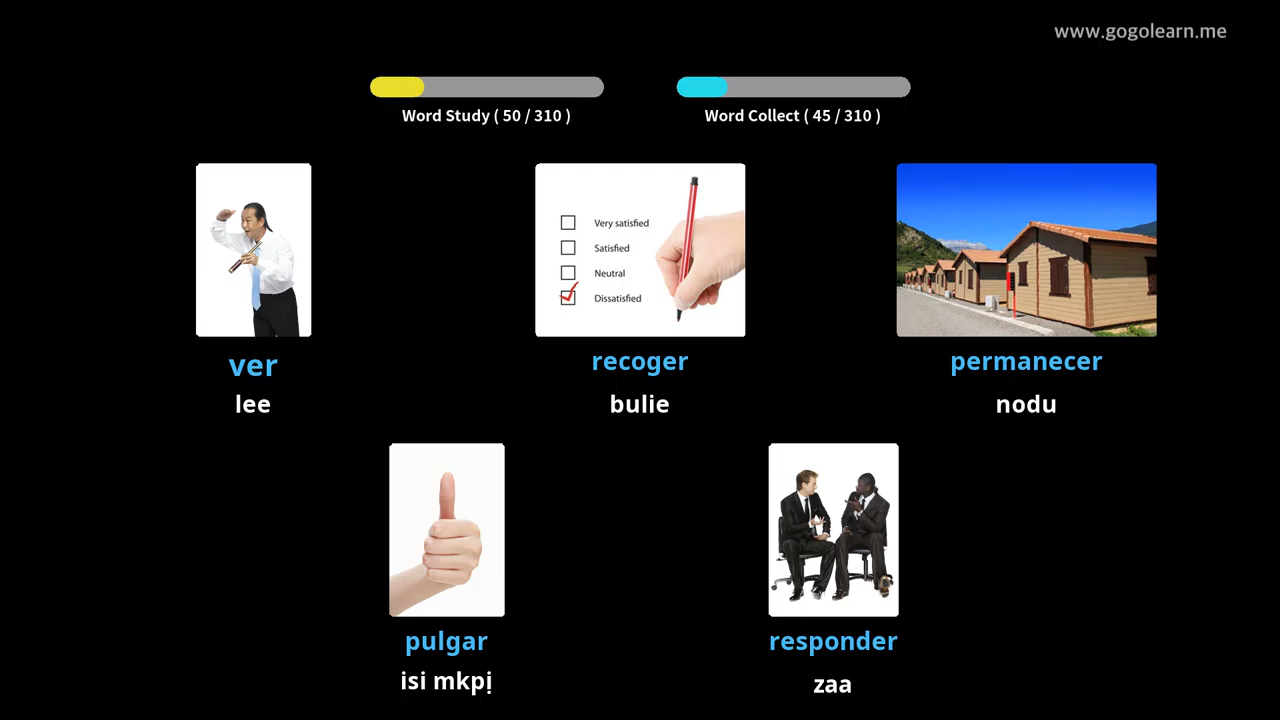 www.gogolearn.me
Word Study ( 50 / 310 )
Word Collect ( 45 / 310 )
Very satisfied
Satisfied
Neutral
Dissatisfied
ver
recoger
permanecer
lee
bulie
nodu
pulgar
responder
isi mkpị
zaa